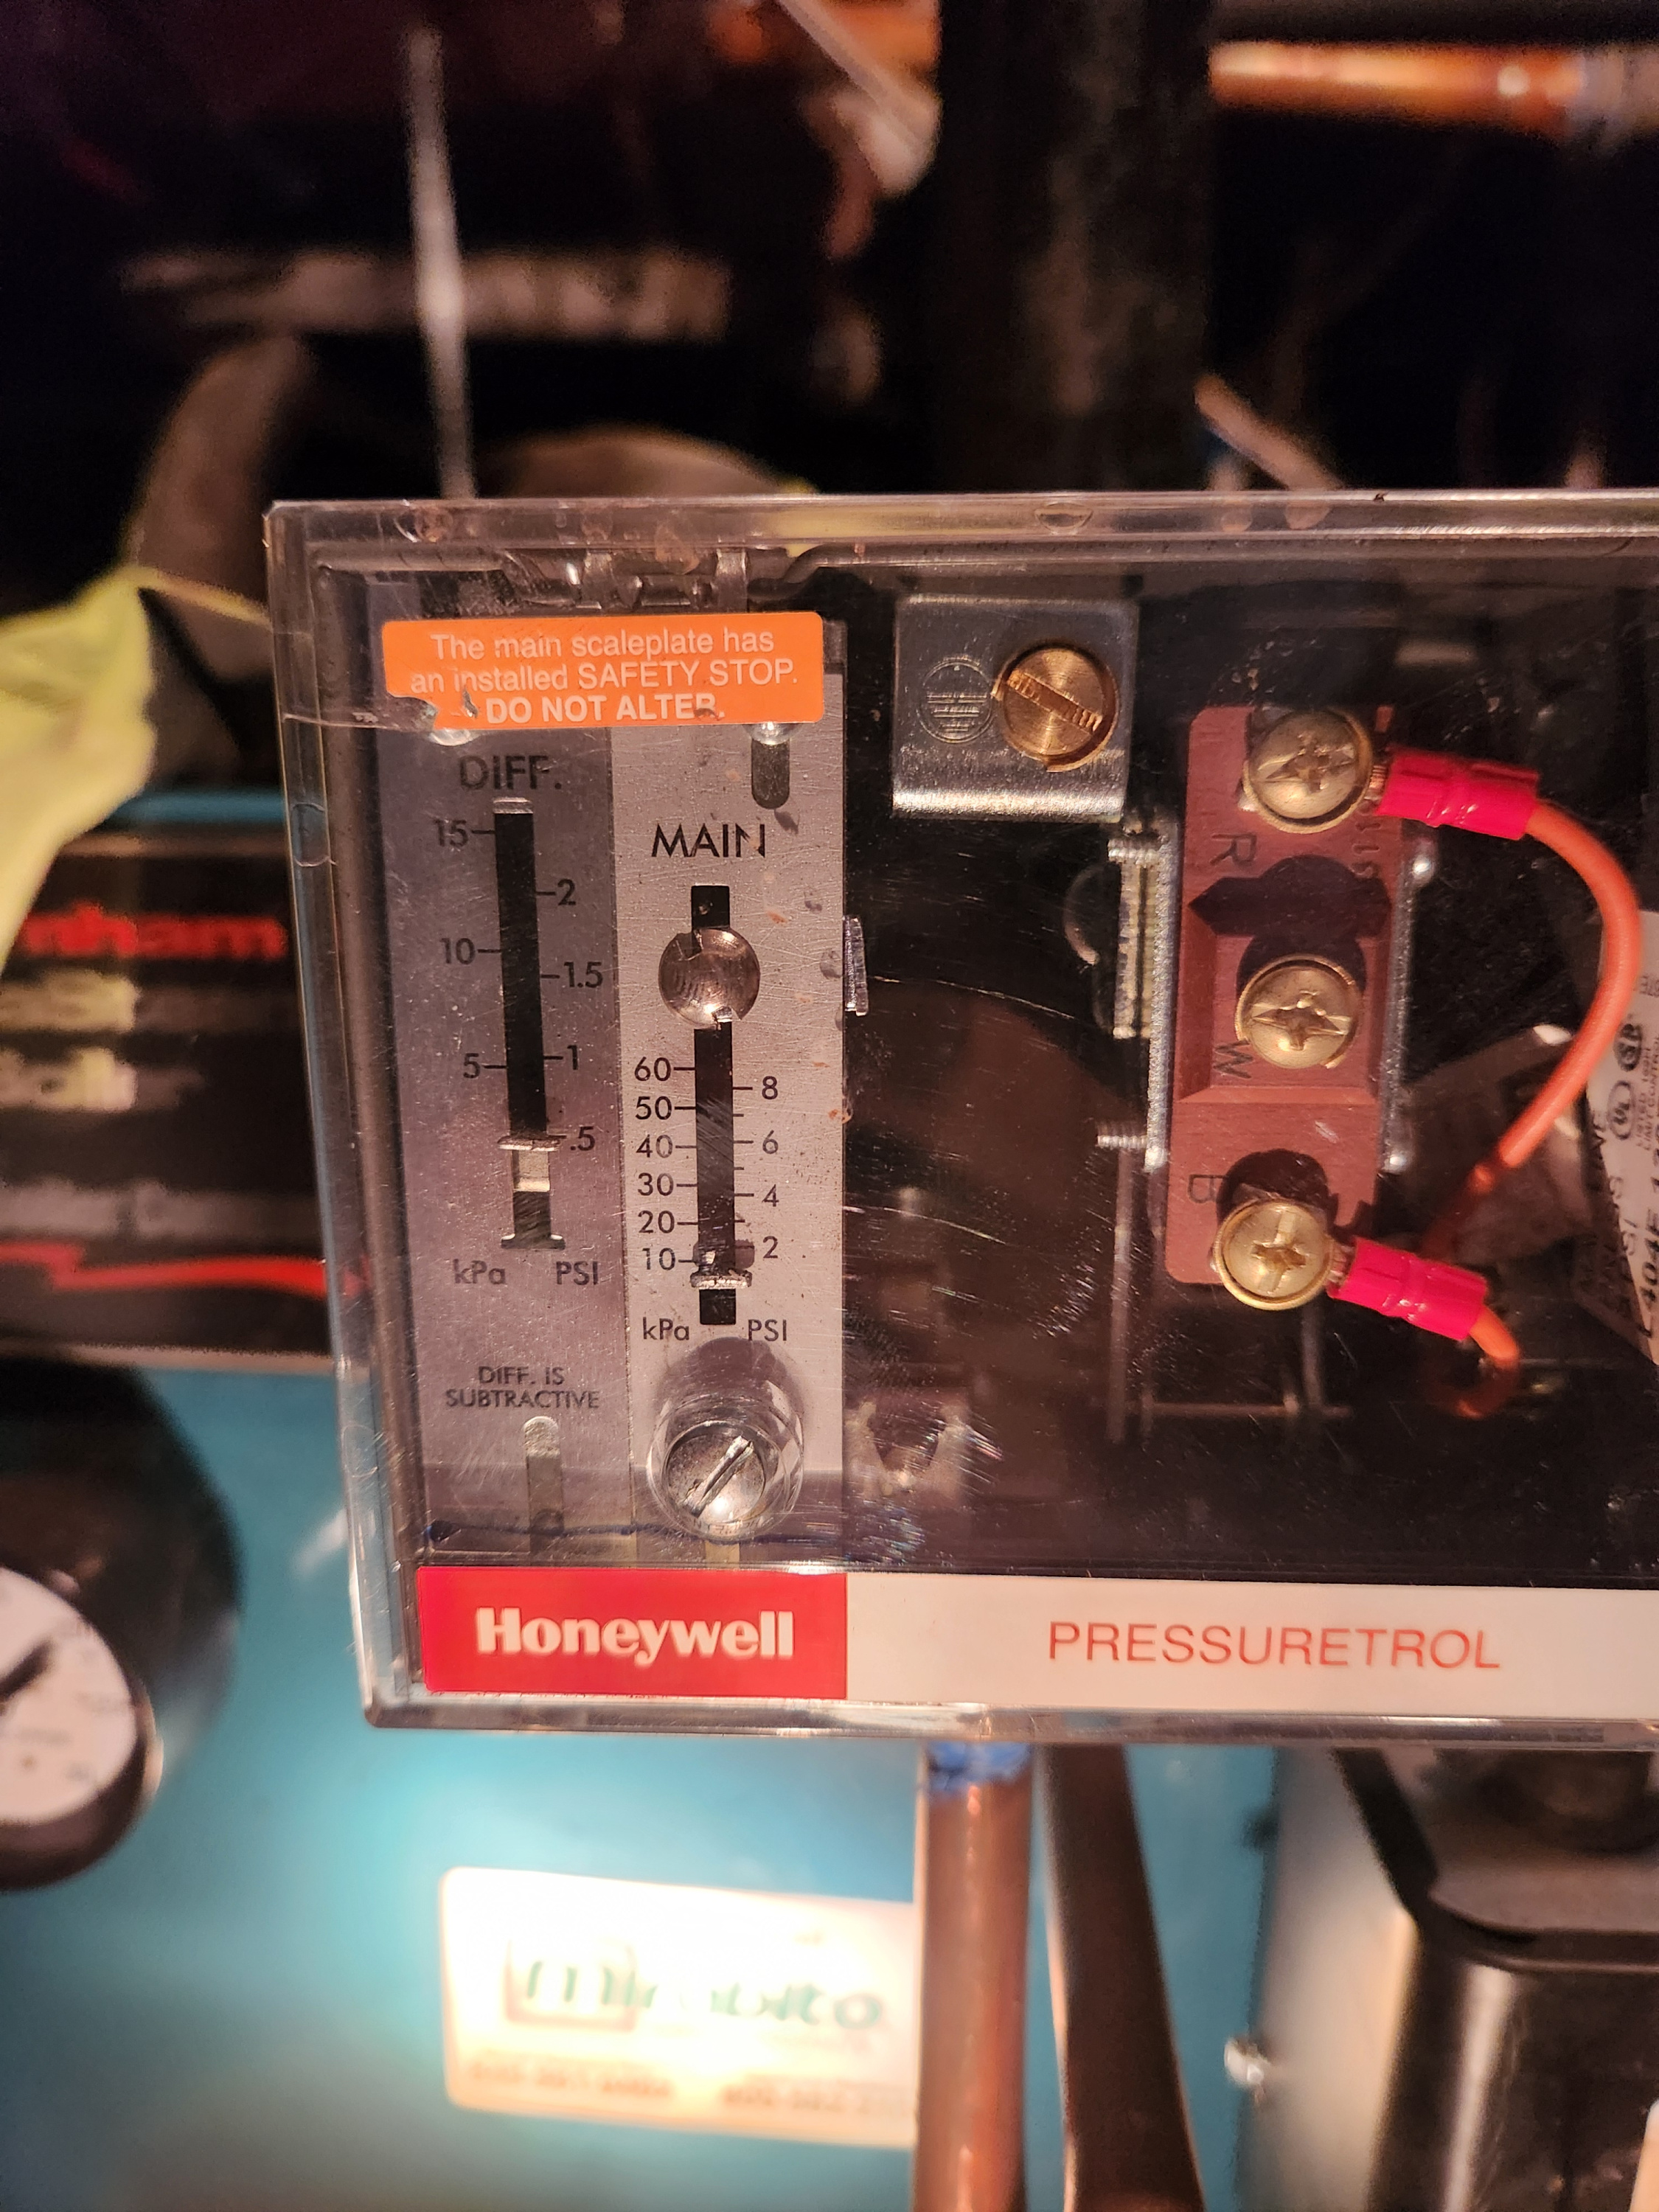 The main scaleplate has
an installed SAFETY STOP.
DO NOT ALTER.
DIFF.
15
10
5
2
1.5
1
.5
kPa PSI
DIFF. IS
SUBTRACTIVE
MAIN
60
50
40
30
20
10
8
6
4
2
kPa PSI
R
W
B
Honeywell
PRESSURETROL
nham
L404F